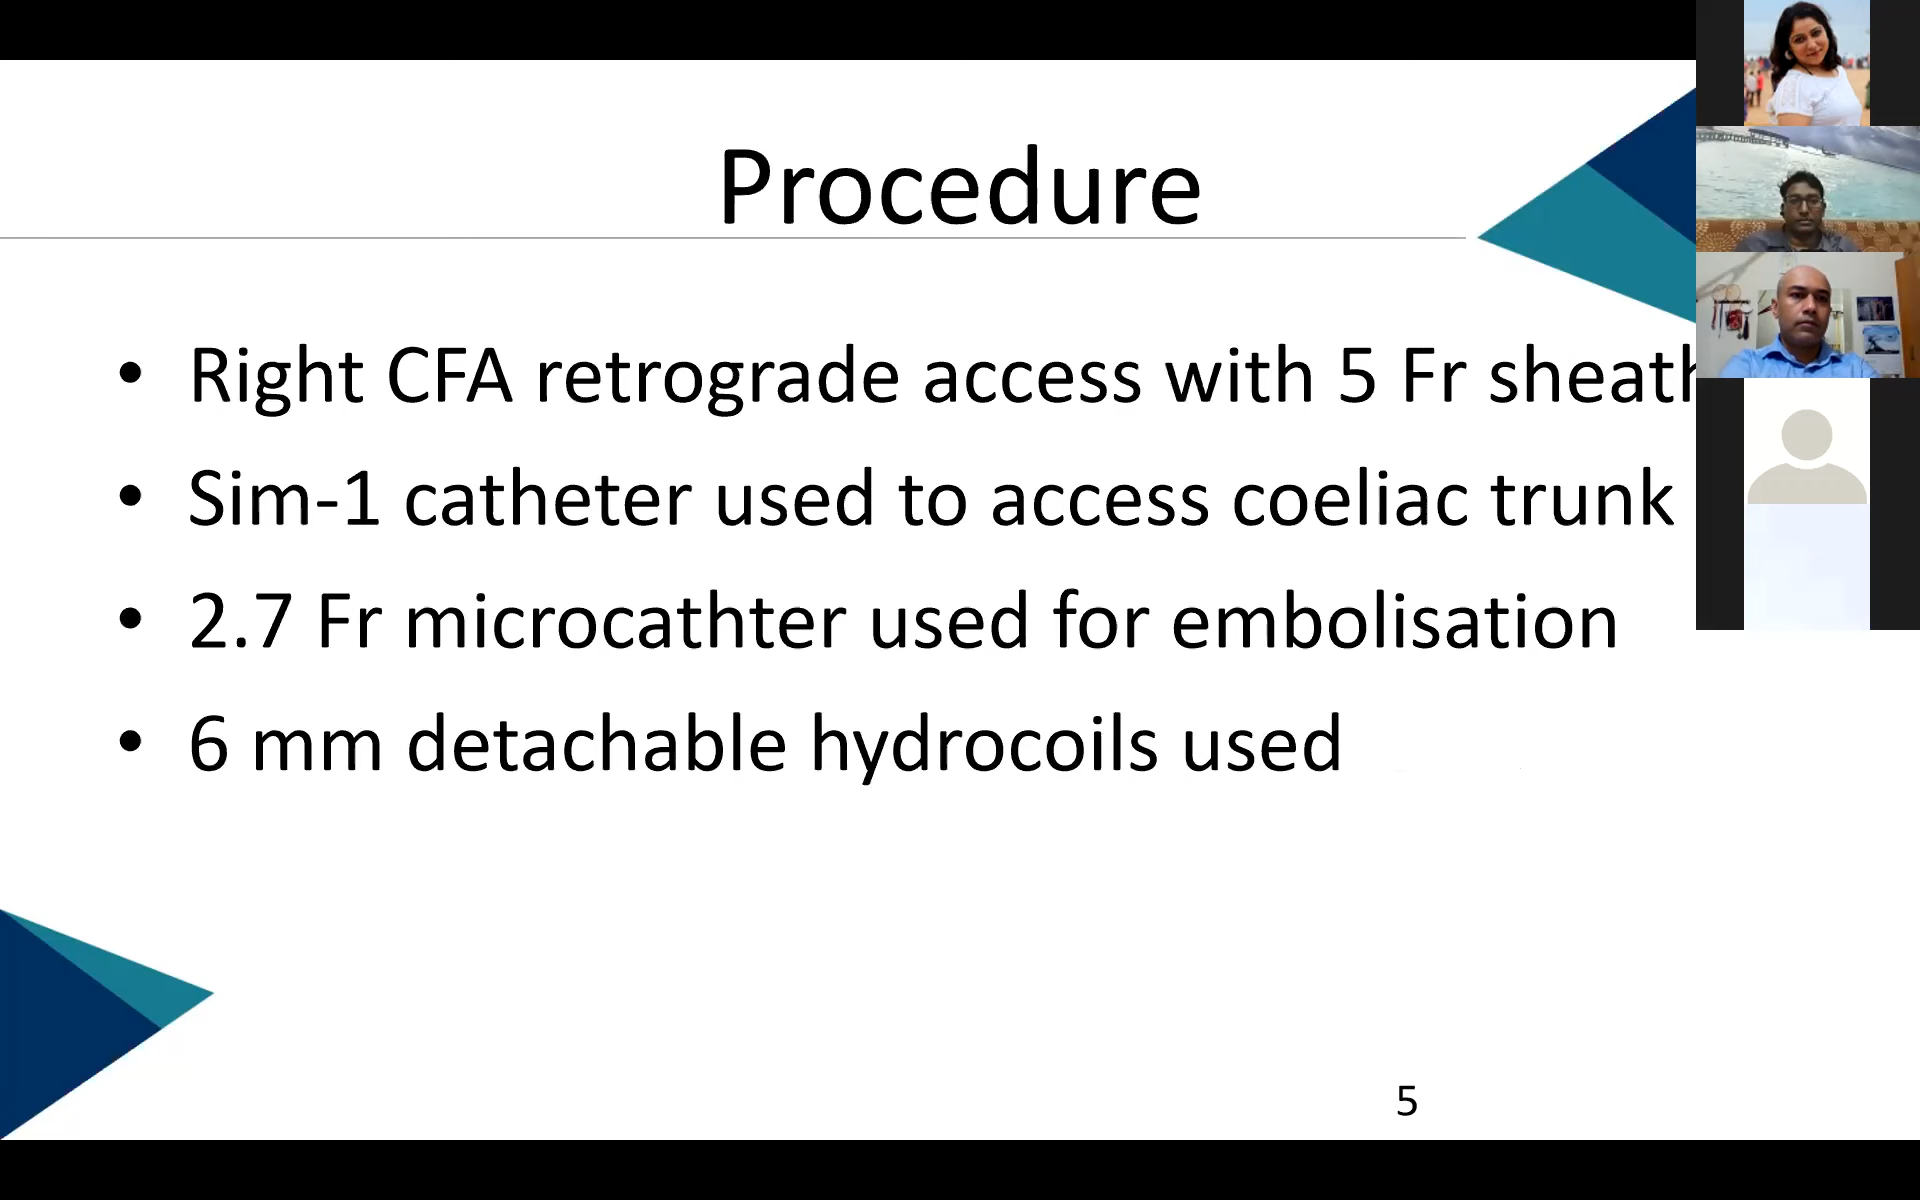 Procedure
• Right CFA retrograde access with 5 Fr sheath
• Sim-1 catheter used to access coeliac trunk
• 2.7 Fr microcathter used for embolisation
• 6 mm detachable hydrocoils used
5